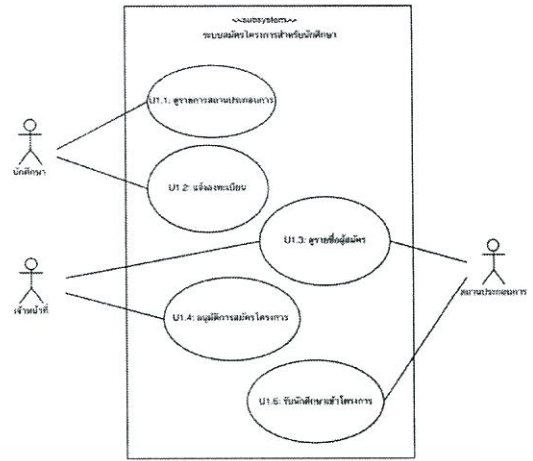 <<subsystem>>
ระบบสมัครโครงการสำหรับนักศึกษา
U1.1: ดูรายการสถานประกอบการ
นักศึกษา
U1.2: แจ้งลงทะเบียน
U1.3: ดูรายชื่อผู้สมัคร
เจ้าหน้าที่
สถานประกอบการ
U1.4: อนุมัติการสมัครโครงการ
U1.5: รับนักศึกษาเข้าโครงการ